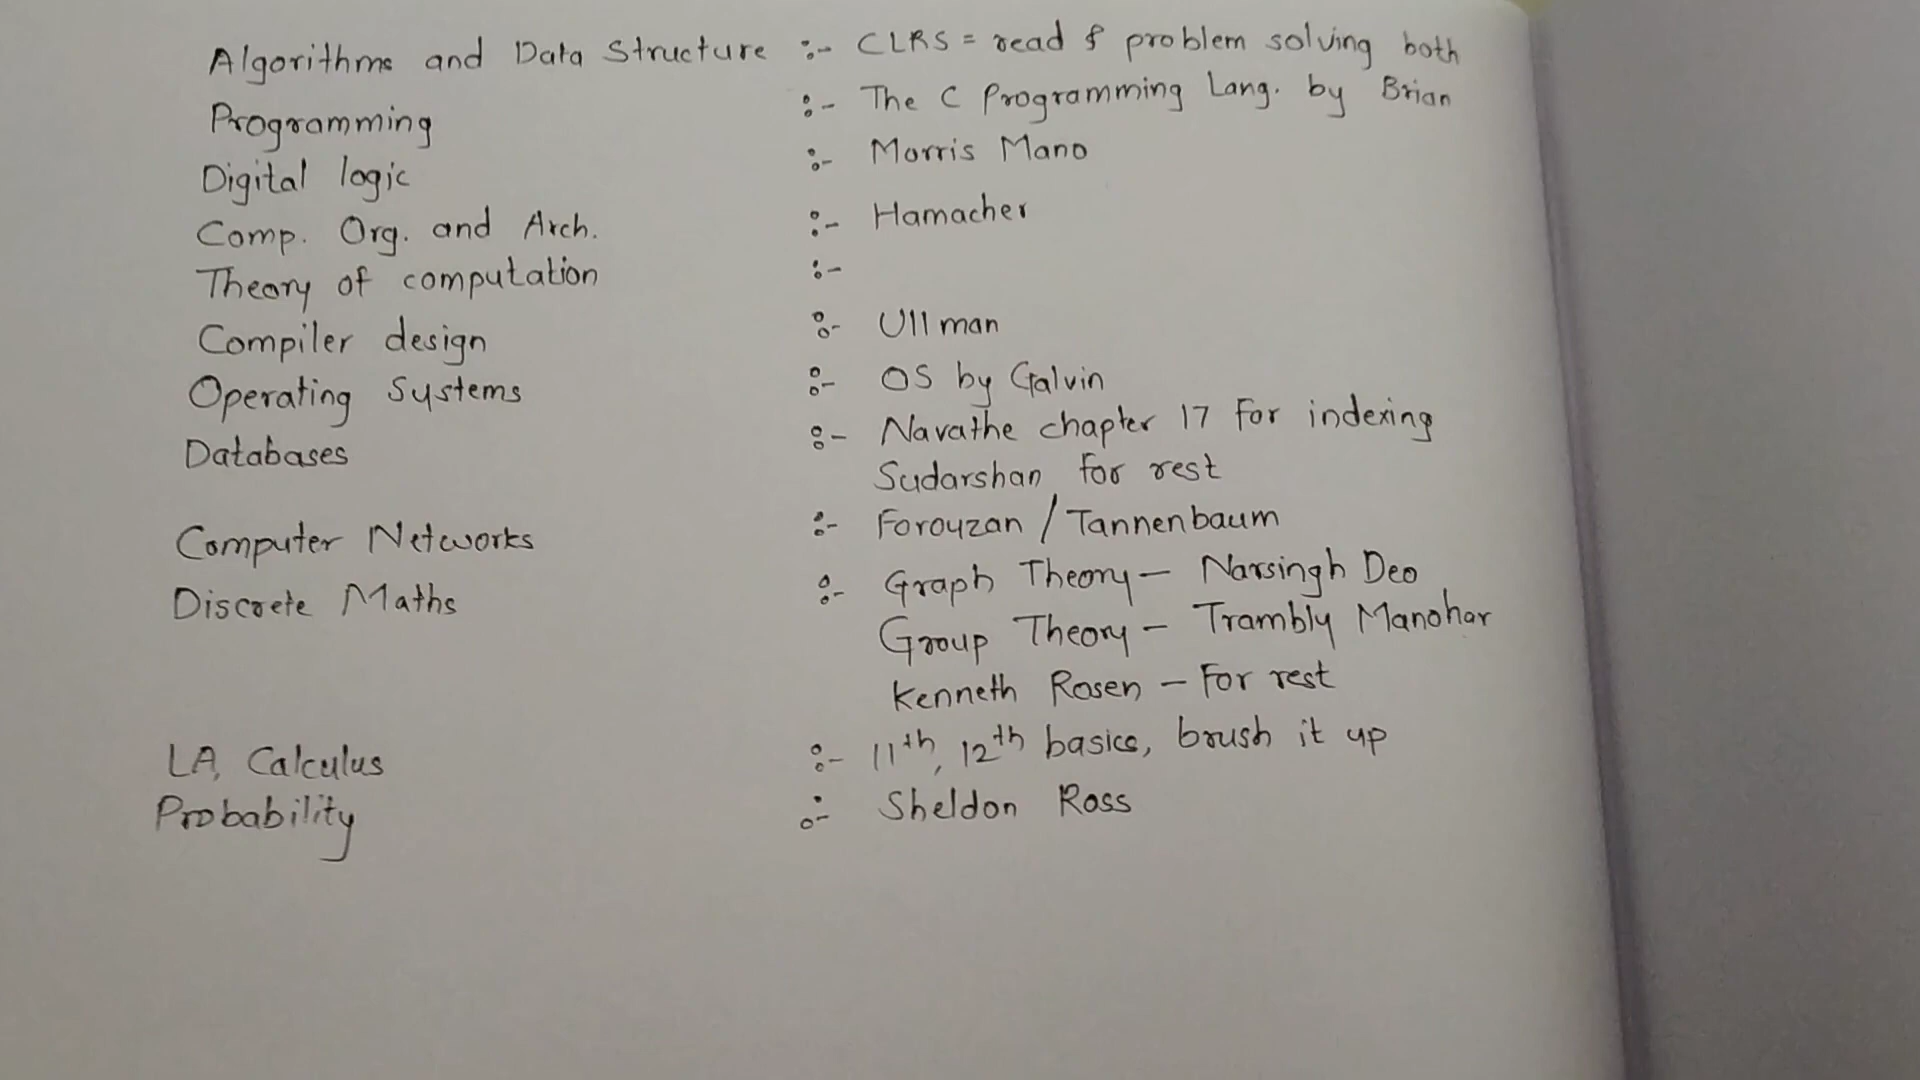 Algorithms and Data Structure :- CLRS = read & problem solving both
Programming :- The C Programming Lang. by Brian
Digital logic :- Morris Mano
Comp. Org. and Arch. :- Hamacher
Theory of computation :-
Compiler design :- Ullman
Operating Systems :- OS by Galvin
Databases :- Navathe chapter 17 For indexing
Sudarshan for rest
Computer Networks :- Forouzan / Tannenbaum
Discrete Maths :- Graph Theory – Narsingh Deo
Group Theory – Trambly Manohar
Kenneth Rosen – For rest
LA, Calculus :- 11th, 12th basics, brush it up
Probability :- Sheldon Ross